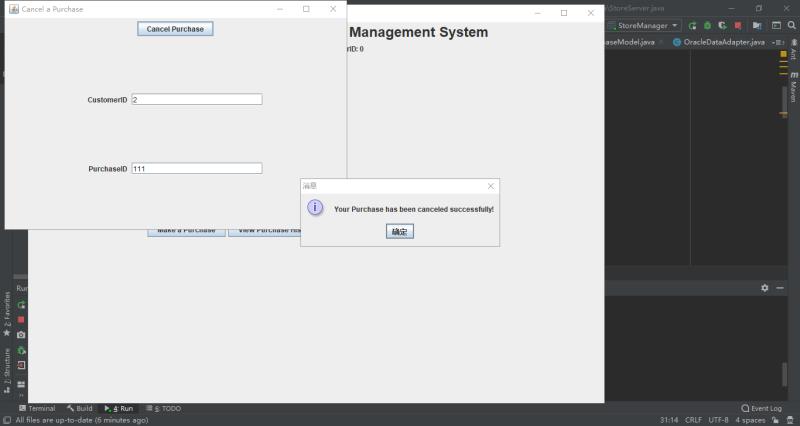 Cancel a Purchase
Cancel Purchase
CustomerID 2
PurchaseID 111
Management System
rID: 0
消息
Your Purchase has been canceled successfully!
确定
Make a Purchase
View Purchase His
\StoreServer.java
StoreManager
aseModel.java
OracleDataAdapter.java
Ant
Maven
Run
2: Favorites
7: Structure
Terminal
Build
4: Run
6: TODO
Event Log
All files are up-to-date (6 minutes ago)
31:14 CRLF UTF-8 4 spaces